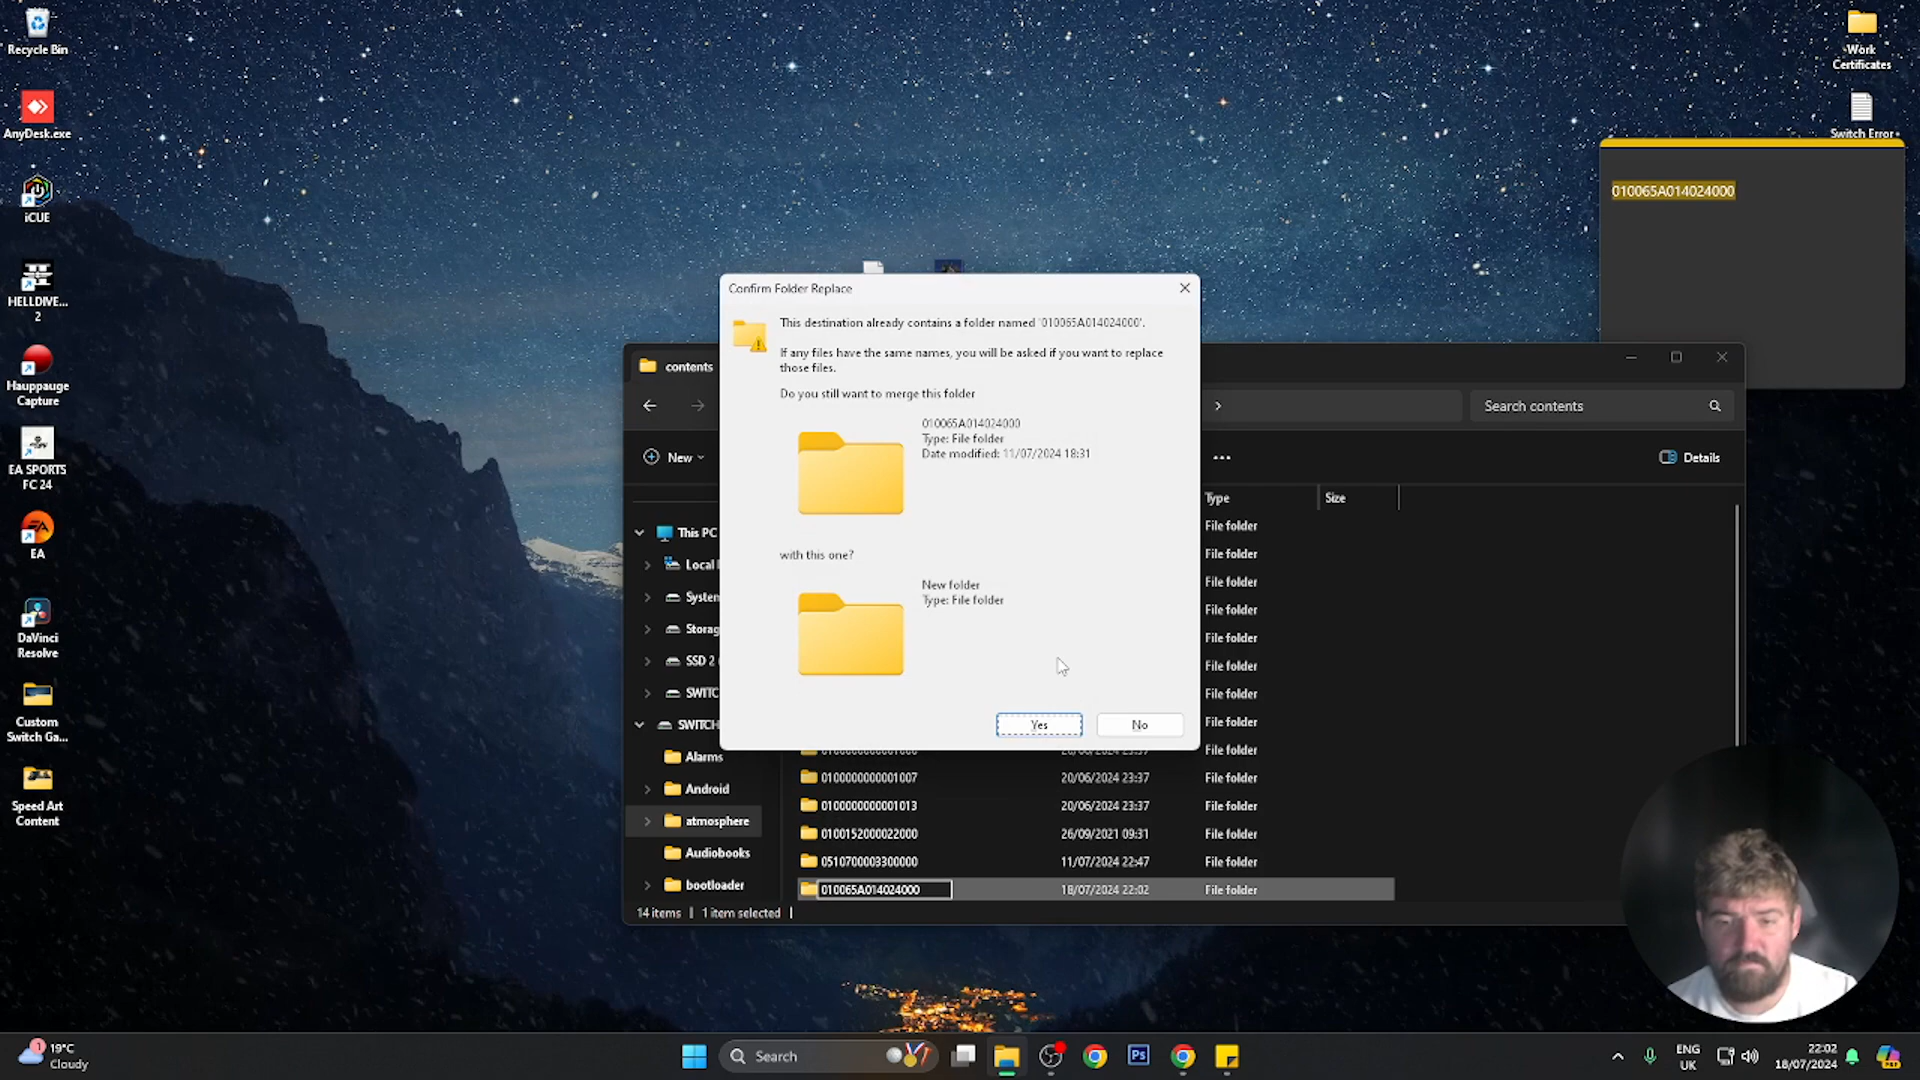 Recycle Bin
AnyDesk.exe
iCUE
HELLDIVE...
2
Hauppauge
Capture
EA SPORTS
FC 24
EA
DaVinci
Resolve
Custom
Switch Ga...
Speed Art
Content
Work
Certificates
Switch Error
010065A014024000
contents
Search contents
New
Details
Type
Size
This PC
Local
System
Storag
SSD 2
SWITC
SWITCH
Alarms
Android
atmosphere
Audiobooks
bootloader
File folder
File folder
File folder
File folder
File folder
File folder
File folder
File folder
File folder
0100000000001007 20/06/2024 23:37 File folder
0100000000001013 20/06/2024 23:37 File folder
0100152000022000 26/09/2021 09:31 File folder
0510700003300000 11/07/2024 22:47 File folder
010065A014024000 18/07/2024 22:02 File folder
14 items | 1 item selected |
Confirm Folder Replace
This destination already contains a folder named '010065A014024000'.
If any files have the same names, you will be asked if you want to replace
those files.
Do you still want to merge this folder
010065A014024000
Type: File folder
Date modified: 11/07/2024 18:31
with this one?
New folder
Type: File folder
Yes
No
1
19°C
Cloudy
Search
Ps
ENG
UK
22:02
18/07/2024